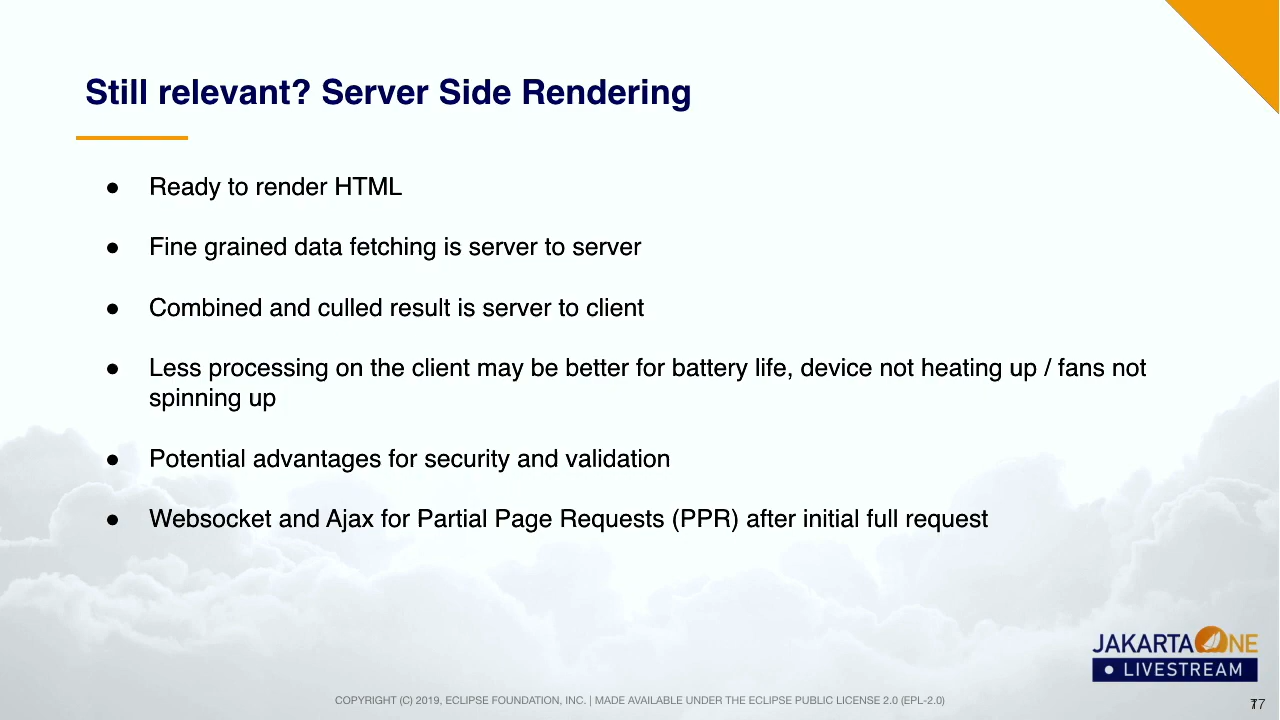 Still relevant? Server Side Rendering
● Ready to render HTML
● Fine grained data fetching is server to server
● Combined and culled result is server to client
● Less processing on the client may be better for battery life, device not heating up / fans not
spinning up
● Potential advantages for security and validation
● Websocket and Ajax for Partial Page Requests (PPR) after initial full request
JAKARTAONE
• LIVESTREAM
COPYRIGHT (C) 2019, ECLIPSE FOUNDATION, INC. | MADE AVAILABLE UNDER THE ECLIPSE PUBLIC LICENSE 2.0 (EPL-2.0)